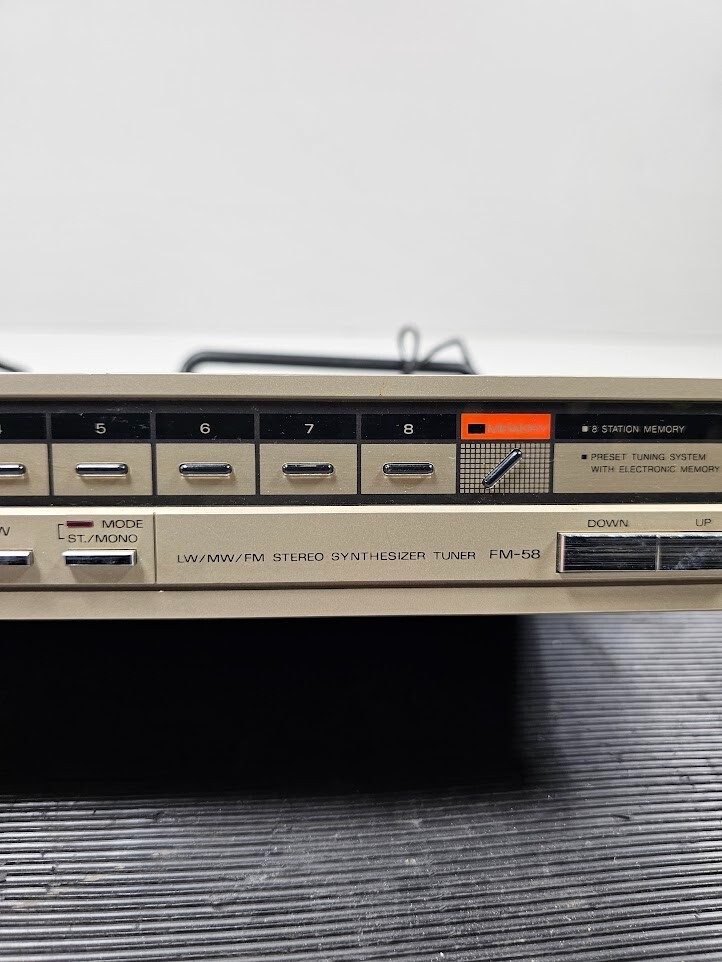 5 6 7 8
8 STATION MEMORY
PRESET TUNING SYSTEM
WITH ELECTRONIC MEMORY
MODE
ST./MONO
LW/MW/FM STEREO SYNTHESIZER TUNER FM-58
DOWN UP